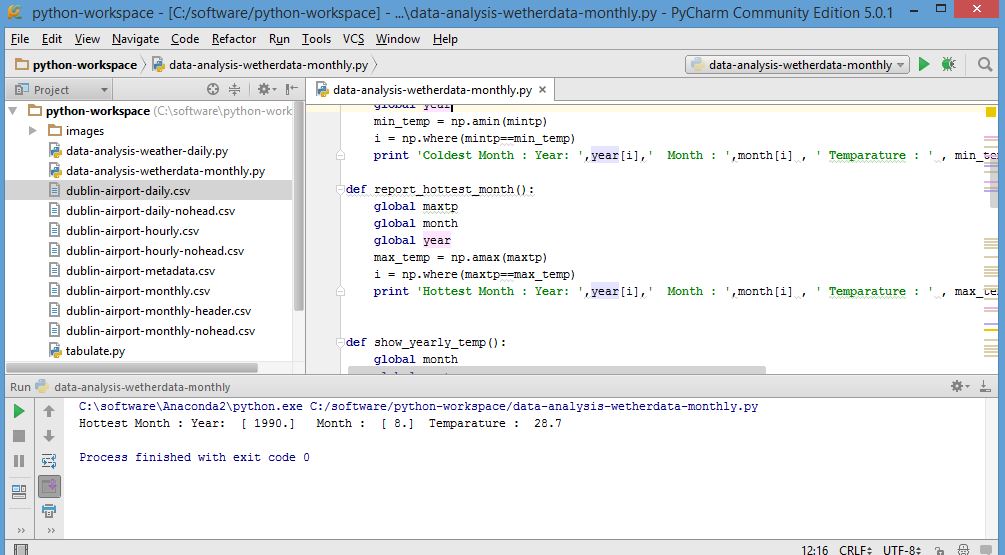 python-workspace - [C:/software/python-workspace] - ...\data-analysis-wetherdata-monthly.py - PyCharm Community Edition 5.0.1
File Edit View Navigate Code Refactor Run Tools VCS Window Help
python-workspace data-analysis-wetherdata-monthly.py data-analysis-wetherdata-monthly
Project data-analysis-wetherdata-monthly.py
python-workspace (C:\software\python-work
images
data-analysis-weather-daily.py
data-analysis-wetherdata-monthly.py
dublin-airport-daily.csv
dublin-airport-daily-nohead.csv
dublin-airport-hourly.csv
dublin-airport-hourly-nohead.csv
dublin-airport-metadata.csv
dublin-airport-monthly.csv
dublin-airport-monthly-header.csv
dublin-airport-monthly-nohead.csv
tabulate.py
global year
min_temp = np.amin(mintp)
i = np.where(mintp==min_temp)
print 'Coldest Month : Year: ',year[i],'  Month : ',month[i] , ' Temparature : ' , min_te
def report_hottest_month():
global maxtp
global month
global year
max_temp = np.amax(maxtp)
i = np.where(maxtp==max_temp)
print 'Hottest Month : Year: ',year[i],'  Month : ',month[i] , ' Temparature : ' , max_te
def show_yearly_temp():
global month
Run data-analysis-wetherdata-monthly
C:\software\Anaconda2\python.exe C:/software/python-workspace/data-analysis-wetherdata-monthly.py
Hottest Month : Year:  [ 1990.]   Month :  [ 8.]  Temparature :  28.7
Process finished with exit code 0
12:16 CRLF UTF-8